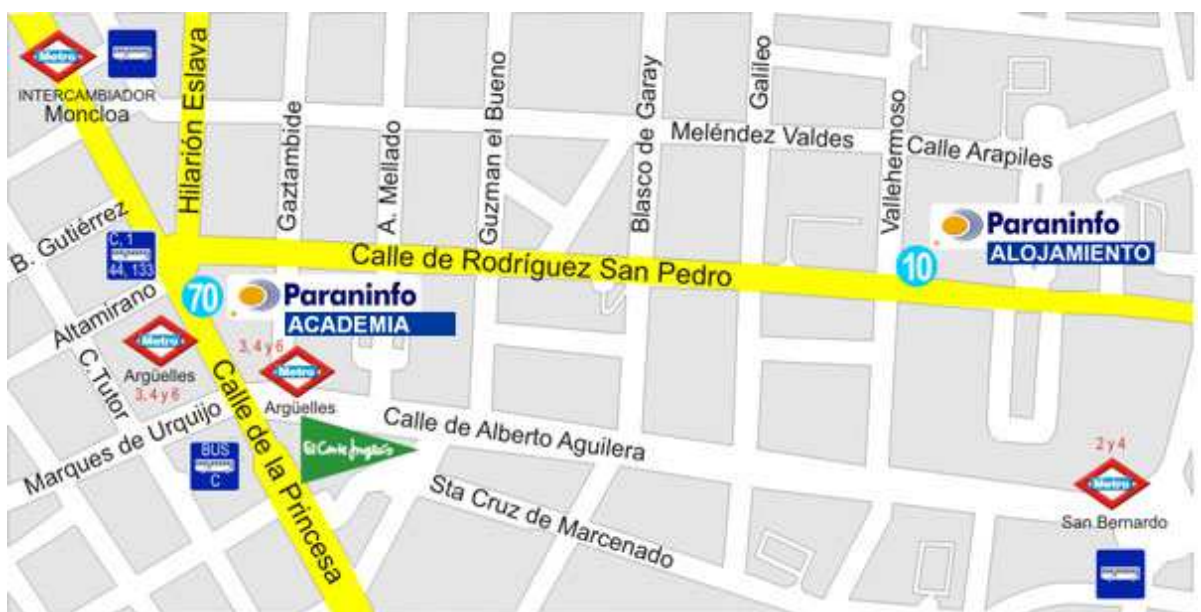 Metro
INTERCAMBIADOR
Moncloa
Hilarión Eslava
Gaztambide
A. Mellado
Guzman el Bueno
Blasco de Garay
Galileo
Meléndez Valdes
Vallehermoso
Calle Arapiles
B. Gutiérrez
C, 1
44, 133
Calle de Rodríguez San Pedro
10
Paraninfo
ALOJAMIENTO
Altamirano
70
Paraninfo
ACADEMIA
Metro
Argüelles
3, 4 y 6
3, 4 y 6
Metro
Argüelles
C. Tutor
Marques de Urquijo
Calle de la Princesa
BUS
C
El Corte Inglés
Calle de Alberto Aguilera
Sta Cruz de Marcenado
2 y 4
Metro
San Bernardo